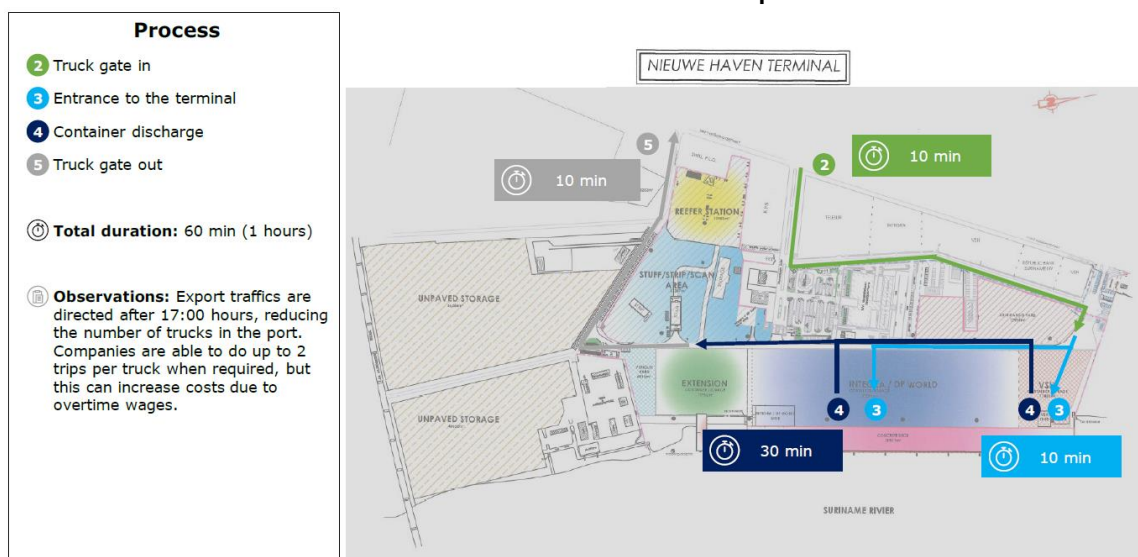 Process
2 Truck gate in
3 Entrance to the terminal
4 Container discharge
5 Truck gate out
Total duration: 60 min (1 hours)
Observations: Export traffics are
directed after 17:00 hours, reducing
the number of trucks in the port.
Companies are able to do up to 2
trips per truck when required, but
this can increase costs due to
overtime wages.
NIEUWE HAVEN TERMINAL
5
10 min
2
10 min
REEFER STATION
STUFF/STRIP/SCAN
AREA
UNPAVED STORAGE
EXTENSION
INTEGRA / DP WORLD
VSH
UNPAVED STORAGE
4
3
4
3
30 min
10 min
SURINAME RIVIER